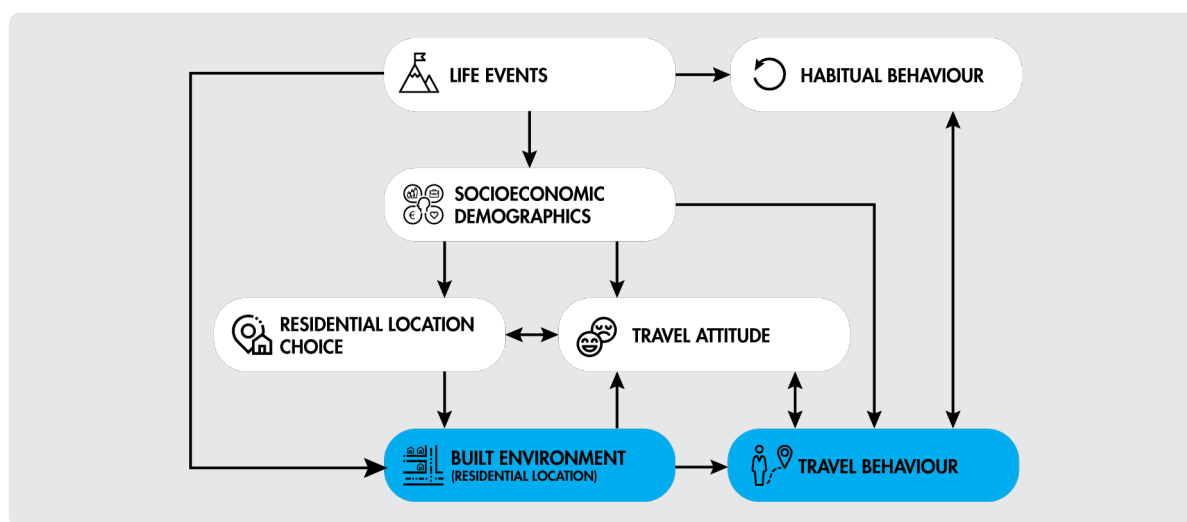 LIFE EVENTS
HABITUAL BEHAVIOUR
SOCIOECONOMIC
DEMOGRAPHICS
€
RESIDENTIAL LOCATION
CHOICE
TRAVEL ATTITUDE
BUILT ENVIRONMENT
(RESIDENTIAL LOCATION)
TRAVEL BEHAVIOUR